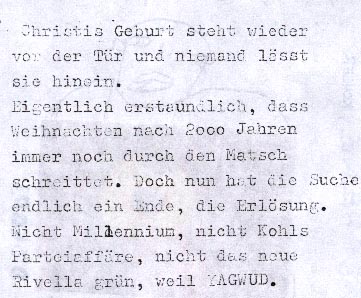 Christis Geburt steht wieder
vor der Tür und niemand lässt
sie hinein.
Eigentlich erstaunlich, dass
Weihnachten nach 2ooo Jahren
immer noch durch den Matsch
schreittet. Doch nun hat die Suche
endlich ein Ende, die Erlösung.
Nicht Millennium, nicht Kohls
Parteiaffäre, nicht das neue
Rivella grün, weil YAGWUD.